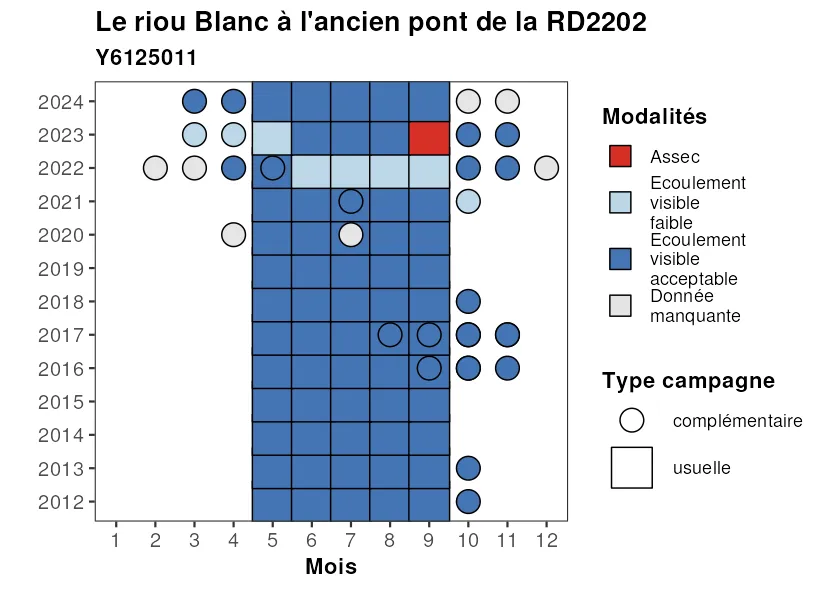 Le riou Blanc à l'ancien pont de la RD2202
Y6125011
2024
2023
2022
2021
2020
2019
2018
2017
2016
2015
2014
2013
2012
1 2 3 4 5 6 7 8 9 10 11 12
Mois
Modalités
Assec
Ecoulement
visible
faible
Ecoulement
visible
acceptable
Donnée
manquante
Type campagne
complémentaire
usuelle